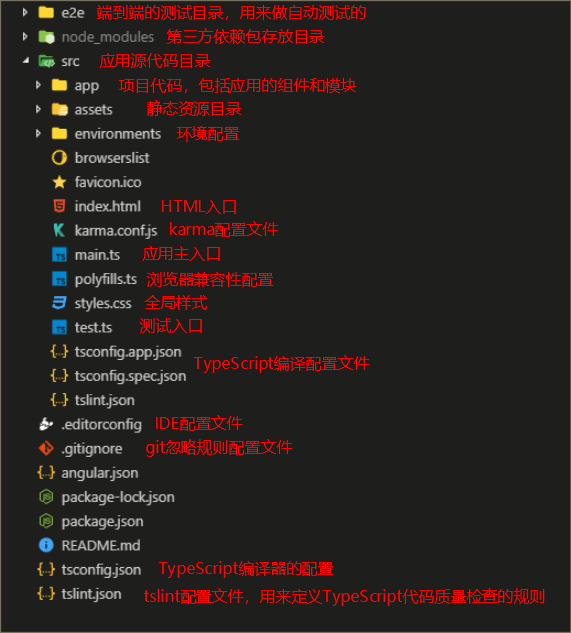 e2e 端到端的测试目录，用来做自动测试的
node_modules 第三方依赖包存放目录
src 应用源代码目录
app 项目代码，包括应用的组件和模块
assets 静态资源目录
environments 环境配置
browserslist
favicon.ico
index.html HTML入口
karma.conf.js karma配置文件
main.ts 应用主入口
polyfills.ts 浏览器兼容性配置
styles.css 全局样式
test.ts 测试入口
tsconfig.app.json
TypeScript编译配置文件
tsconfig.spec.json
tslint.json
.editorconfig IDE配置文件
.gitignore git忽略规则配置文件
angular.json
package-lock.json
package.json
README.md
tsconfig.json TypeScript编译器的配置
tslint.json tslint配置文件，用来定义TypeScript代码质量检查的规则